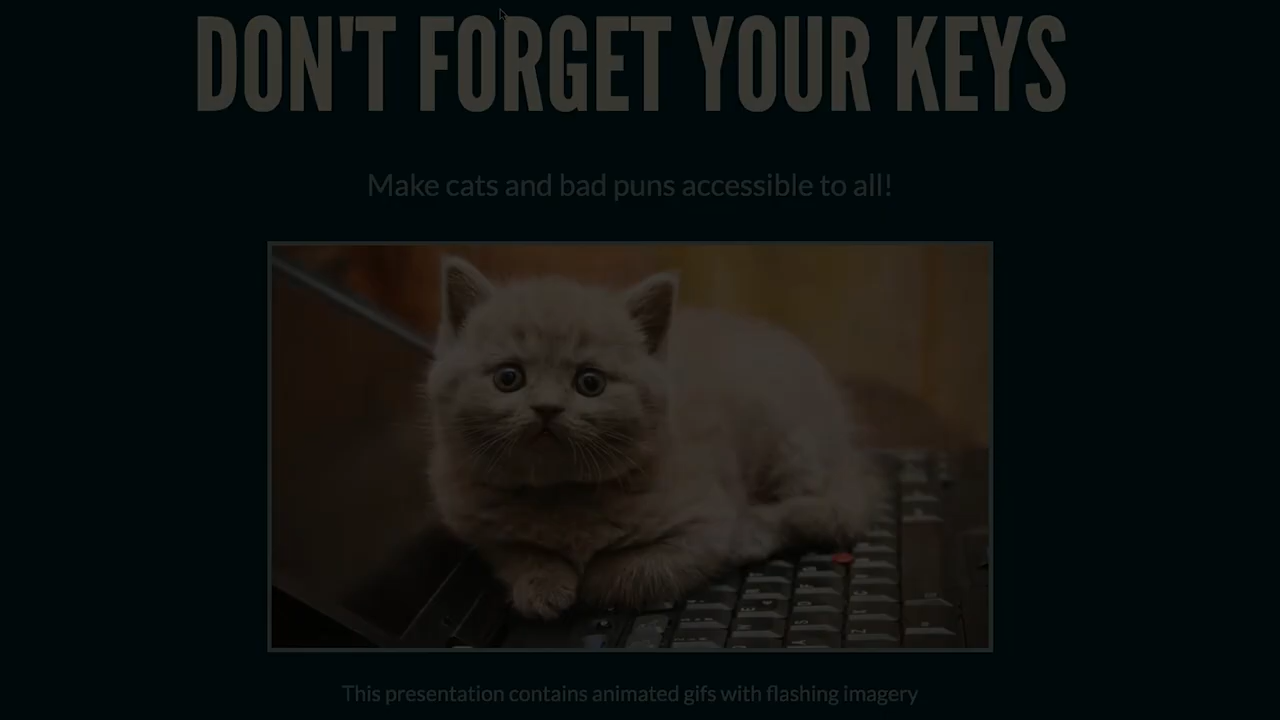 DON'T FORGET YOUR KEYS
Make cats and bad puns accessible to all!
This presentation contains animated gifs with flashing imagery